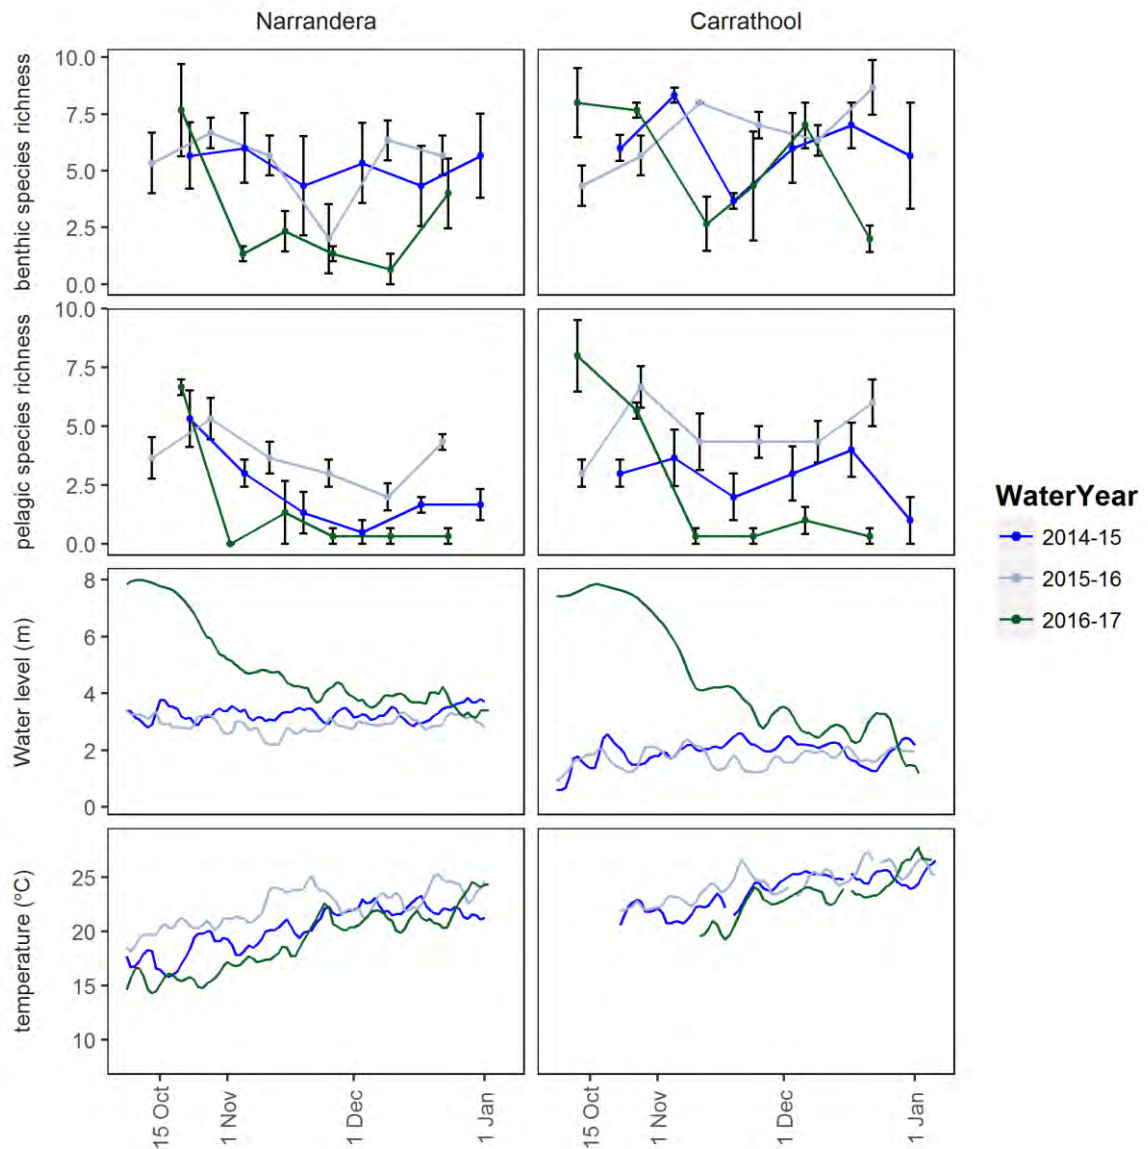 Narrandera
Carrathool
benthic species richness
10.0
7.5
5.0
2.5
0.0
pelagic species richness
10.0
7.5
5.0
2.5
0.0
Water level (m)
8
6
4
2
0
temperature (°C)
25
20
15
10
15 Oct
1 Nov
1 Dec
1 Jan
15 Oct
1 Nov
1 Dec
1 Jan
WaterYear
2014-15
2015-16
2016-17